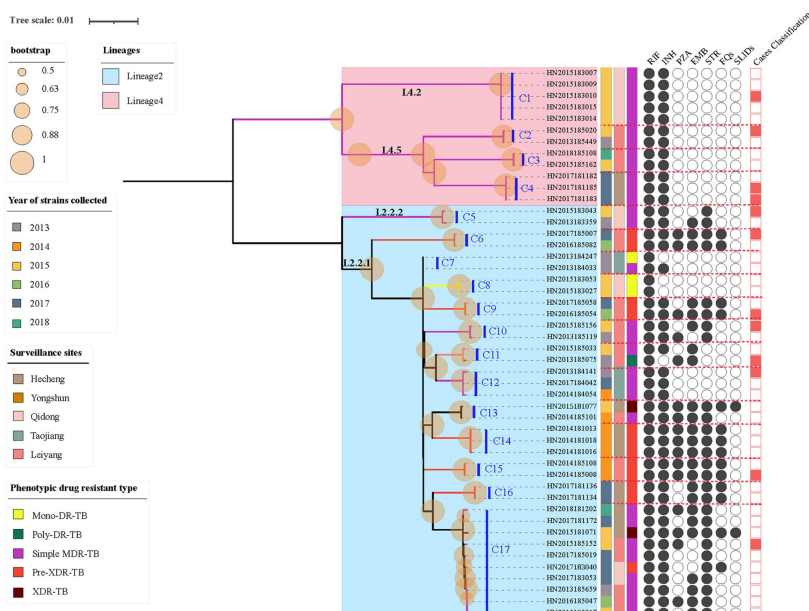 Tree scale: 0.01
bootstrap
0.5
0.63
0.75
0.88
1
Lineages
Lineage2
Lineage4
Year of strains collected
2013
2014
2015
2016
2017
2018
Surveillance sites
Hecheng
Yongshun
Qidong
Taojiang
Leiyang
Phenotypic drug resistant type
Mono-DR-TB
Poly-DR-TB
Simple MDR-TB
Pre-XDR-TB
XDR-TB
RIF
INH
PZA
EMB
STR
FQs
SLIDs
Cases Classification
L4.2
L4.5
L2.2.2
L2.2.1
C1
C2
C3
C4
C5
C6
C7
C8
C9
C10
C11
C12
C13
C14
C15
C16
C17
HN2015183007
HN2015183009
HN2015183010
HN2015183015
HN2015183014
HN2015185020
HN2013185449
HN2018185108
HN2015185162
HN2017181182
HN2017181185
HN2017181183
HN2015183043
HN2013183359
HN2017185007
HN2016185082
HN2013184247
HN2013184033
HN2015183053
HN2015183027
HN2017185058
HN2016185054
HN2015185156
HN2013185119
HN2015185033
HN2013185075
HN2013184141
HN2017184042
HN2014184054
HN2015181077
HN2014185101
HN2014181013
HN2014181018
HN2014181016
HN2014185108
HN2014185008
HN2017181136
HN2017181134
HN2018181202
HN2017181172
HN2015181071
HN2015185152
HN2017185019
HN2017183040
HN2017183053
HN2013185659
HN2016185047